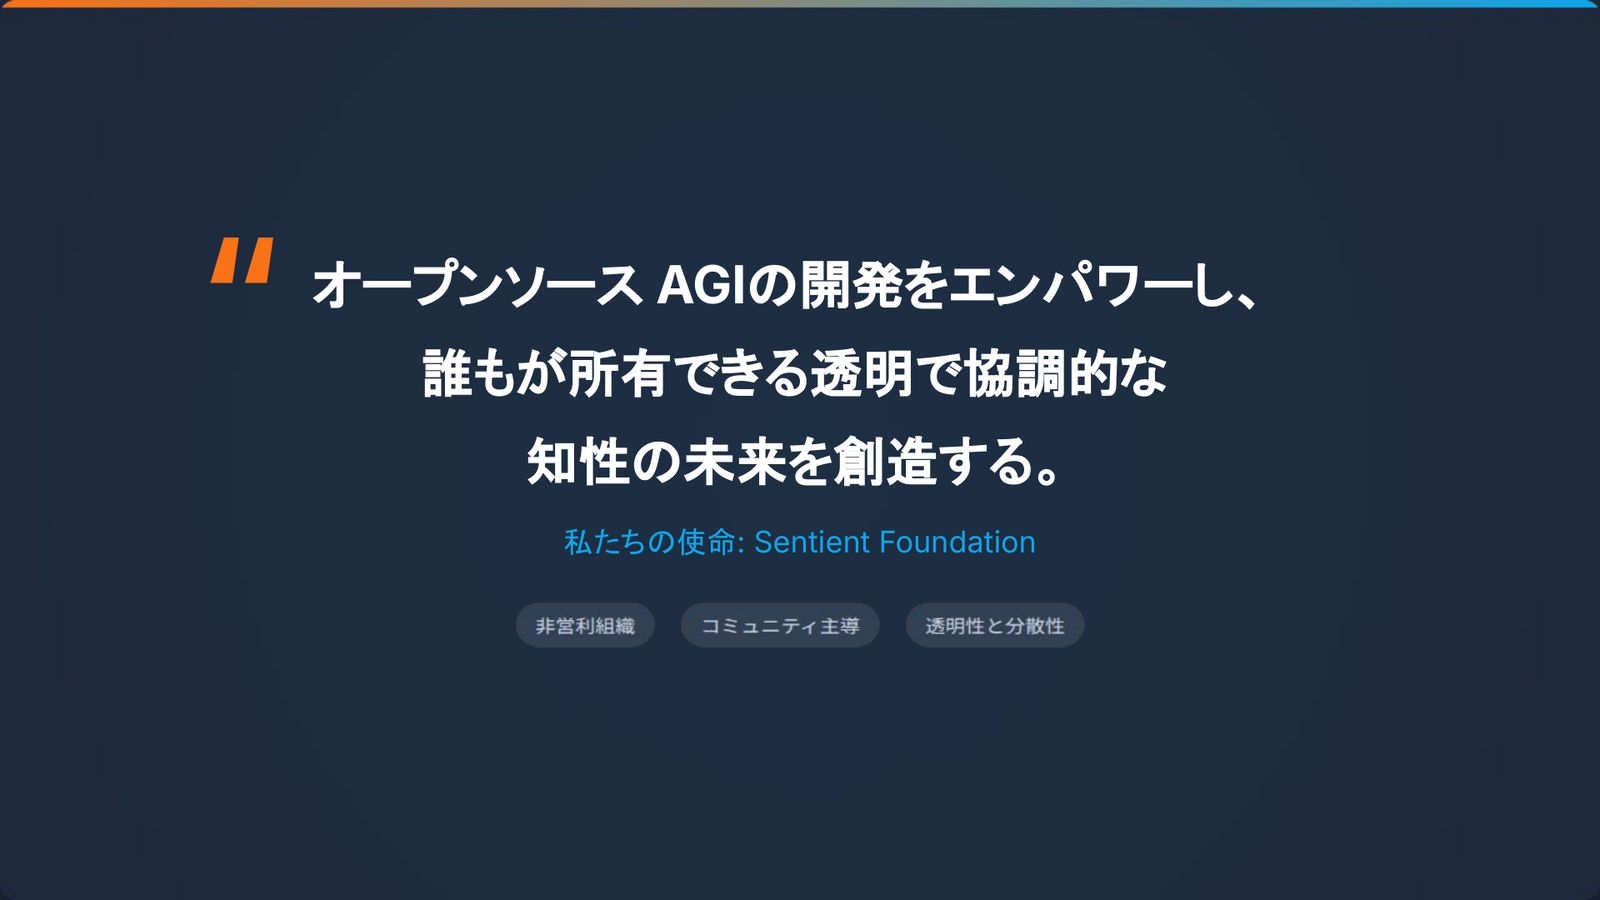 “
オープンソース AGIの開発をエンパワーし、
誰もが所有できる透明で協調的な
知性の未来を創造する。
私たちの使命: Sentient Foundation
非営利組織
コミュニティ主導
透明性と分散性